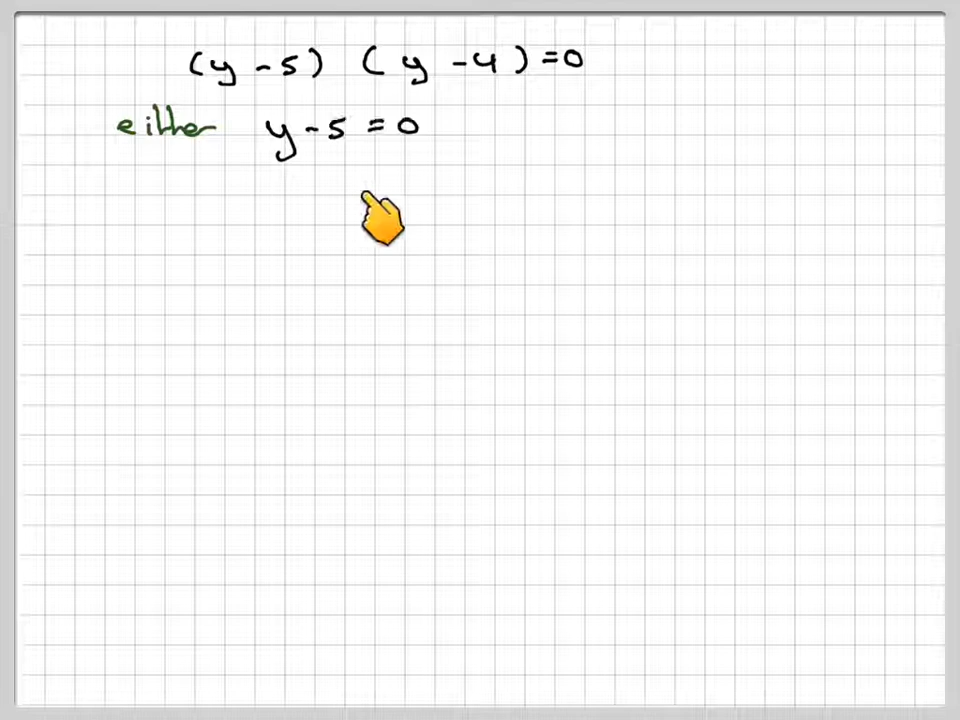 (y - 5) (y - 4) = 0
either y - 5 = 0